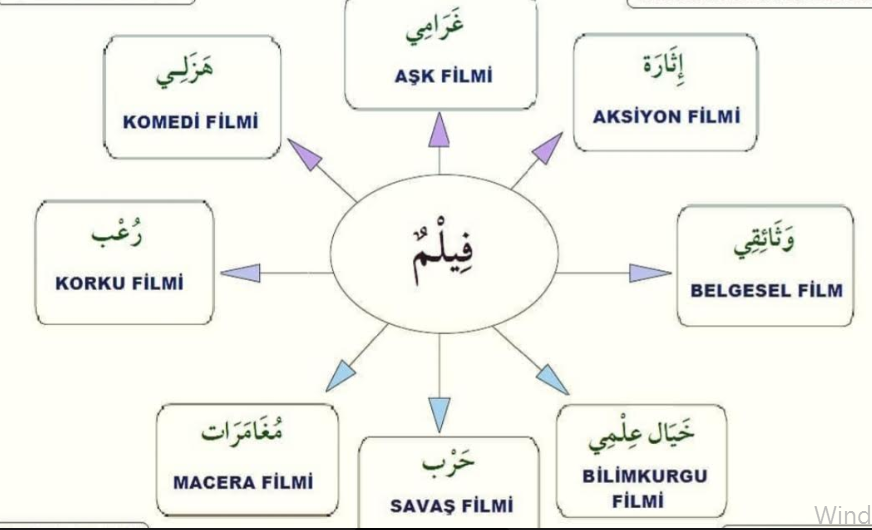 غَرَامِي
AŞK FİLMİ
هَزَلِي
KOMEDİ FİLMİ
إِثَارَة
AKSİYON FİLMİ
رُعْب
KORKU FİLMİ
فِيلْمٌ
وَثَائِقِي
BELGESEL FİLM
مُغَامَرَات
MACERA FİLMİ
حَرْب
SAVAŞ FİLMİ
خَيَال عِلْمِي
BİLİMKURGU
FİLMİ
Wind